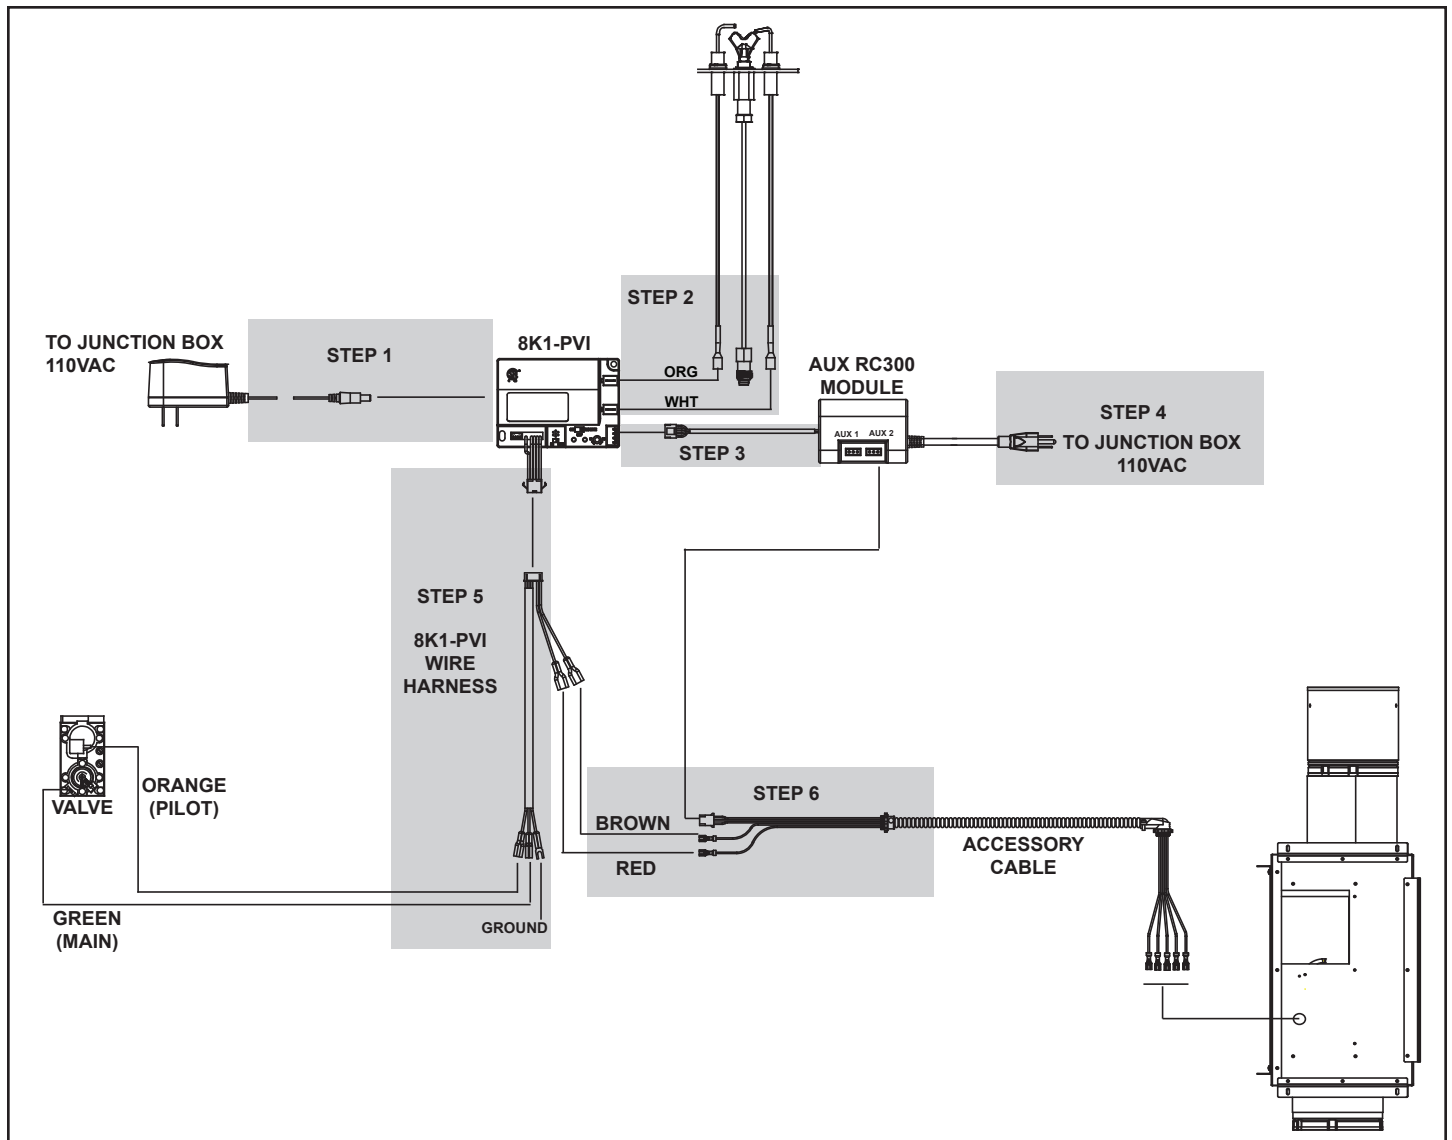 STEP 2
TO JUNCTION BOX
110VAC
STEP 1
8K1-PVI
ORG
WHT
AUX RC300
MODULE
AUX 1 AUX 2
STEP 3
STEP 4
TO JUNCTION BOX
110VAC
STEP 5
8K1-PVI
WIRE
HARNESS
VALVE
ORANGE
(PILOT)
GREEN
(MAIN)
GROUND
STEP 6
BROWN
RED
ACCESSORY
CABLE